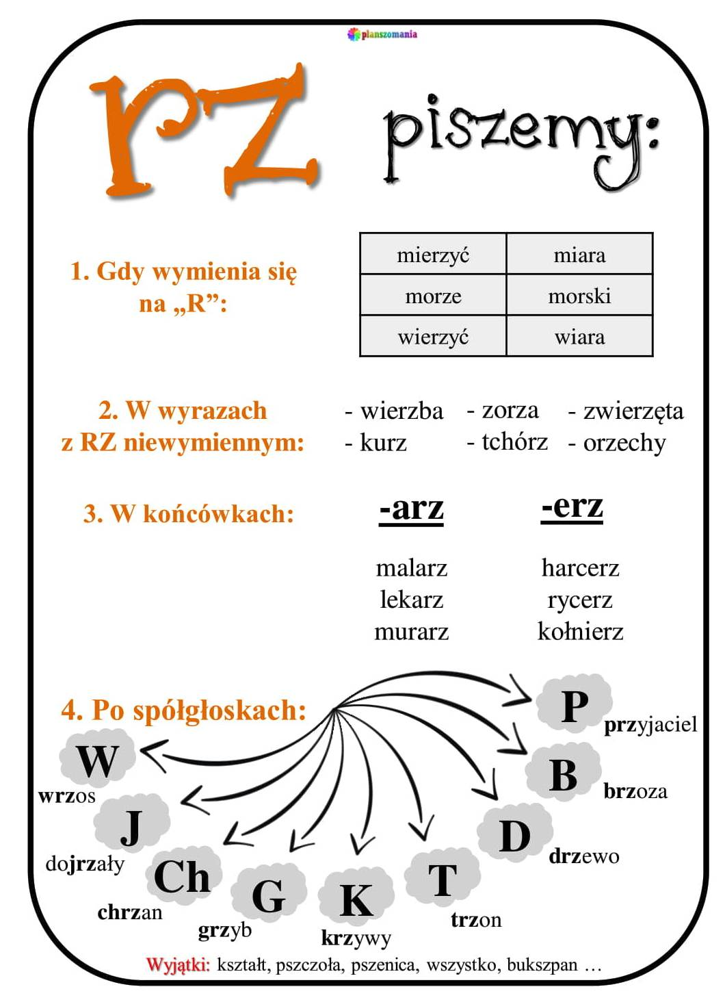 planszomania
rz piszemy:
1. Gdy wymienia się
na „R”:
mierzyć miara
morze morski
wierzyć wiara
2. W wyrazach
z RZ niewymiennym:
- wierzba - zorza - zwierzęta
- kurz - tchórz - orzechy
3. W końcówkach:
-arz -erz
malarz harcerz
lekarz rycerz
murarz kołnierz
4. Po spółgłoskach:
W
wrzos
J
dojrzały
Ch
chrzan
G
grzyb
K
krzywy
T
trzon
D
drzewo
B
brzoza
P
przyjaciel
Wyjątki: kształt, pszczoła, pszenica, wszystko, bukszpan ...